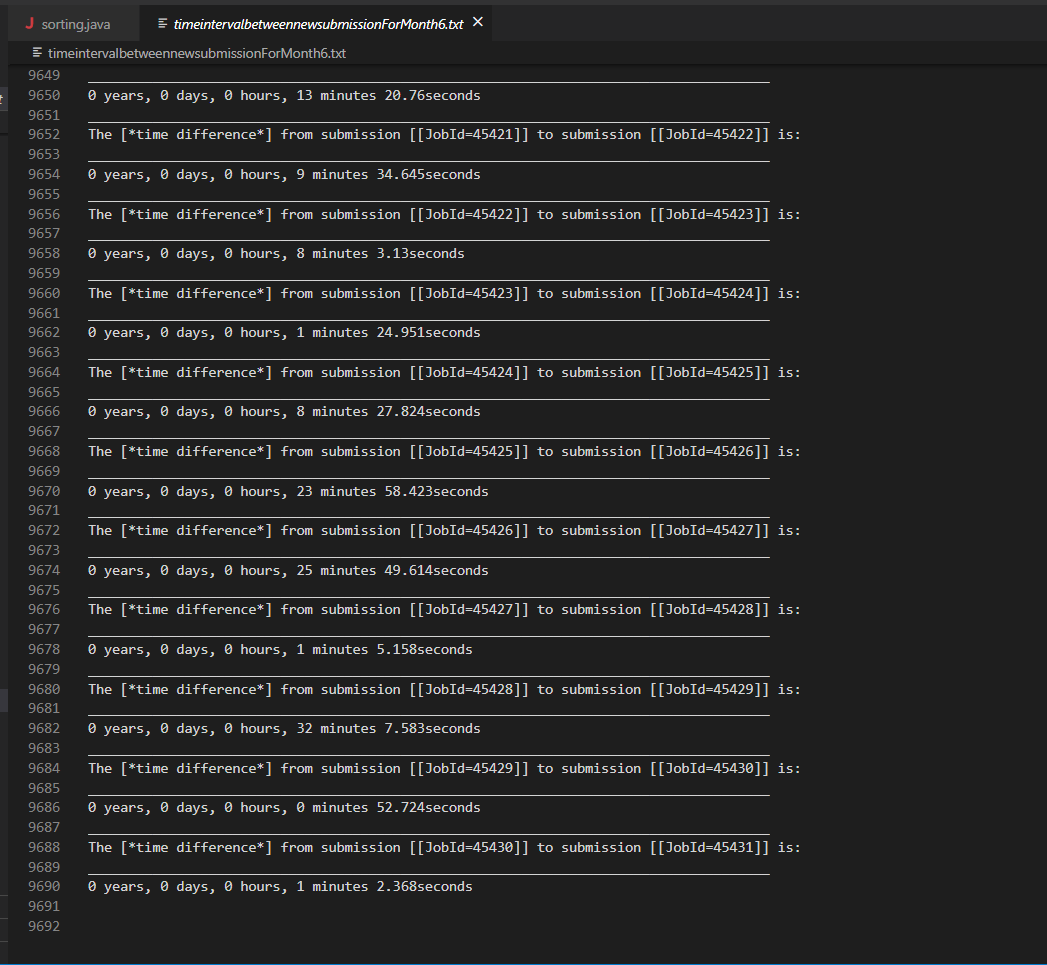 sorting.java
timeintervalbetweennewsubmissionForMonth6.txt
timeintervalbetweennewsubmissionForMonth6.txt
9649
9650 0 years, 0 days, 0 hours, 13 minutes 20.76seconds
9651
9652 The [*time difference*] from submission [[JobId=45421]] to submission [[JobId=45422]] is:
9653
9654 0 years, 0 days, 0 hours, 9 minutes 34.645seconds
9655
9656 The [*time difference*] from submission [[JobId=45422]] to submission [[JobId=45423]] is:
9657
9658 0 years, 0 days, 0 hours, 8 minutes 3.13seconds
9659
9660 The [*time difference*] from submission [[JobId=45423]] to submission [[JobId=45424]] is:
9661
9662 0 years, 0 days, 0 hours, 1 minutes 24.951seconds
9663
9664 The [*time difference*] from submission [[JobId=45424]] to submission [[JobId=45425]] is:
9665
9666 0 years, 0 days, 0 hours, 8 minutes 27.824seconds
9667
9668 The [*time difference*] from submission [[JobId=45425]] to submission [[JobId=45426]] is:
9669
9670 0 years, 0 days, 0 hours, 23 minutes 58.423seconds
9671
9672 The [*time difference*] from submission [[JobId=45426]] to submission [[JobId=45427]] is:
9673
9674 0 years, 0 days, 0 hours, 25 minutes 49.614seconds
9675
9676 The [*time difference*] from submission [[JobId=45427]] to submission [[JobId=45428]] is:
9677
9678 0 years, 0 days, 0 hours, 1 minutes 5.158seconds
9679
9680 The [*time difference*] from submission [[JobId=45428]] to submission [[JobId=45429]] is:
9681
9682 0 years, 0 days, 0 hours, 32 minutes 7.583seconds
9683
9684 The [*time difference*] from submission [[JobId=45429]] to submission [[JobId=45430]] is:
9685
9686 0 years, 0 days, 0 hours, 0 minutes 52.724seconds
9687
9688 The [*time difference*] from submission [[JobId=45430]] to submission [[JobId=45431]] is:
9689
9690 0 years, 0 days, 0 hours, 1 minutes 2.368seconds
9691
9692